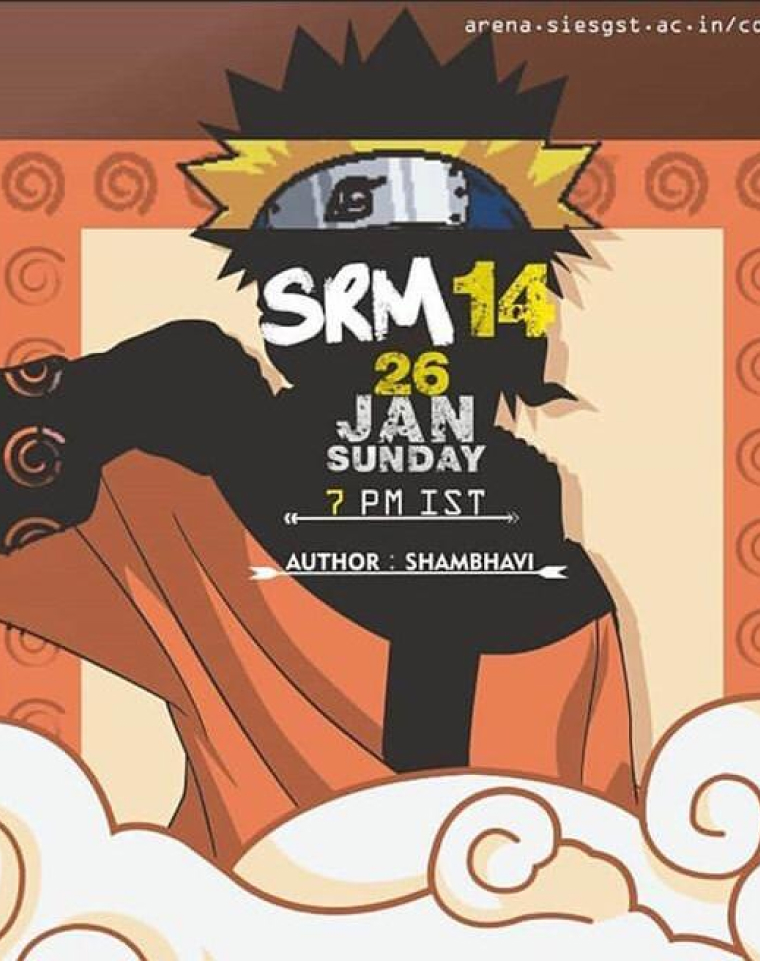 arena.siesgst.ac.in/co
SRM 14
26
JAN
SUNDAY
7 PM IST
AUTHOR : SHAMBHAVI